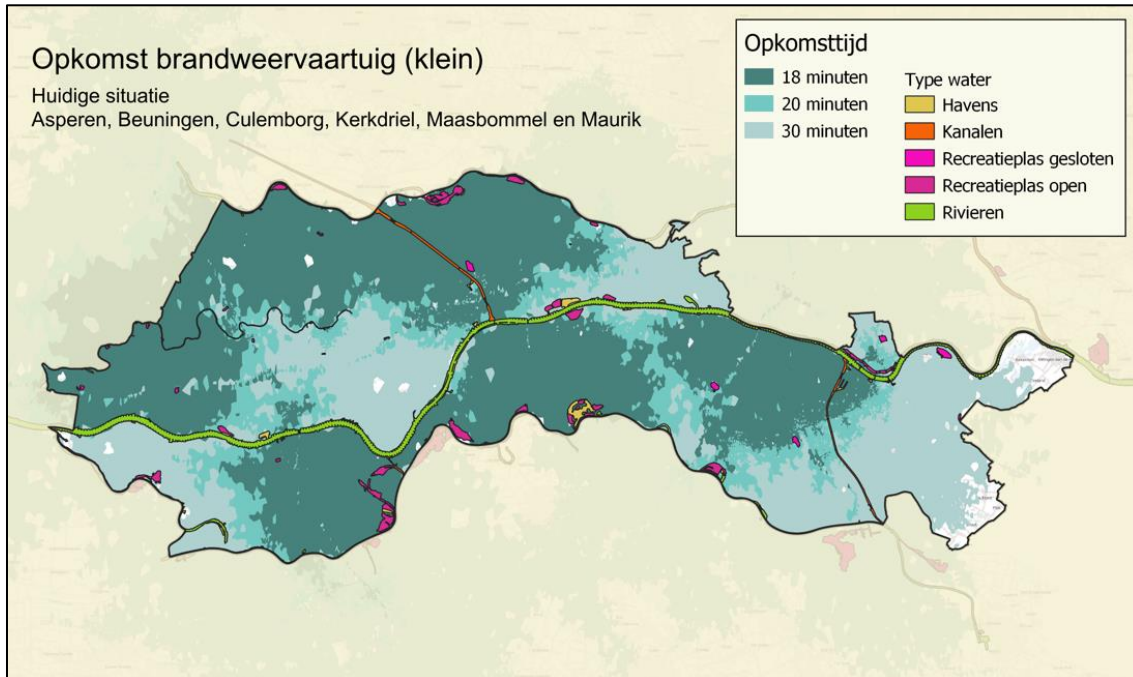 Opkomst brandweervaartuig (klein)
Huidige situatie
Asperen, Beuningen, Culemborg, Kerkdriel, Maasbommel en Maurik
Opkomsttijd
18 minuten
20 minuten
30 minuten
Type water
Havens
Kanalen
Recreatieplas gesloten
Recreatieplas open
Rivieren